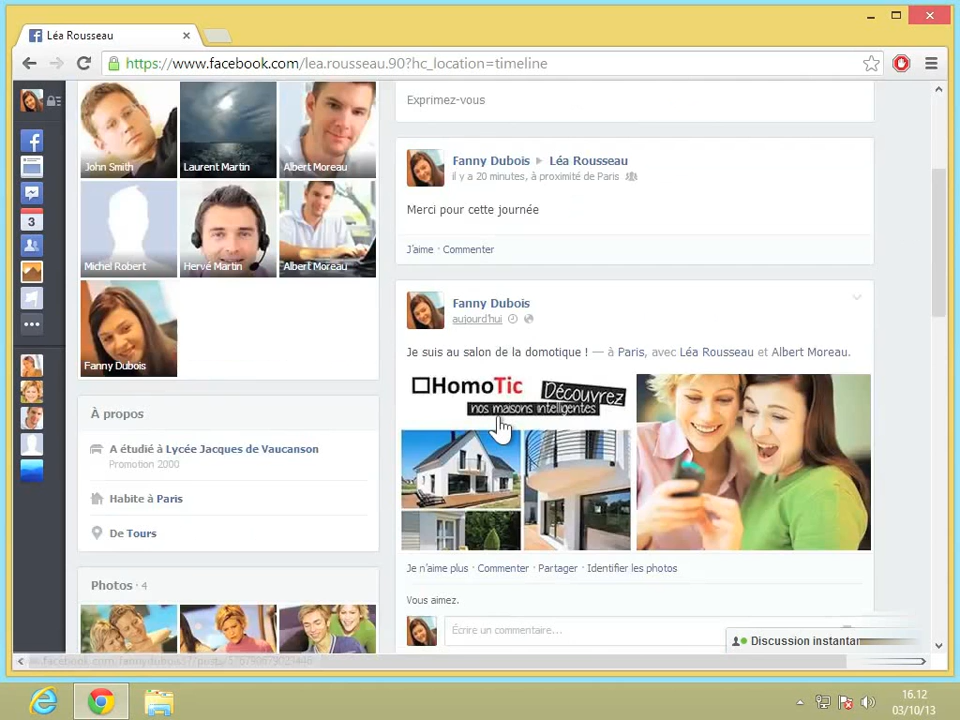 Léa Rousseau
https://www.facebook.com/lea.rousseau.90?hc_location=timeline
John Smith
Laurent Martin
Albert Moreau
Michel Robert
Hervé Martin
Albert Moreau
Fanny Dubois
À propos
A étudié à Lycée Jacques de Vaucanson
Promotion 2000
Habite à Paris
De Tours
Photos · 4
Exprimez-vous
Fanny Dubois ▶ Léa Rousseau
il y a 20 minutes, à proximité de Paris
Merci pour cette journée
J'aime · Commenter
Fanny Dubois
aujourd'hui
Je suis au salon de la domotique ! — à Paris, avec Léa Rousseau et Albert Moreau.
HomoTic
Découvrez
nos maisons intelligentes
Je n'aime plus · Commenter · Partager · Identifier les photos
Vous aimez.
Écrire un commentaire...
Discussion instantan
3
16.12
03/10/13